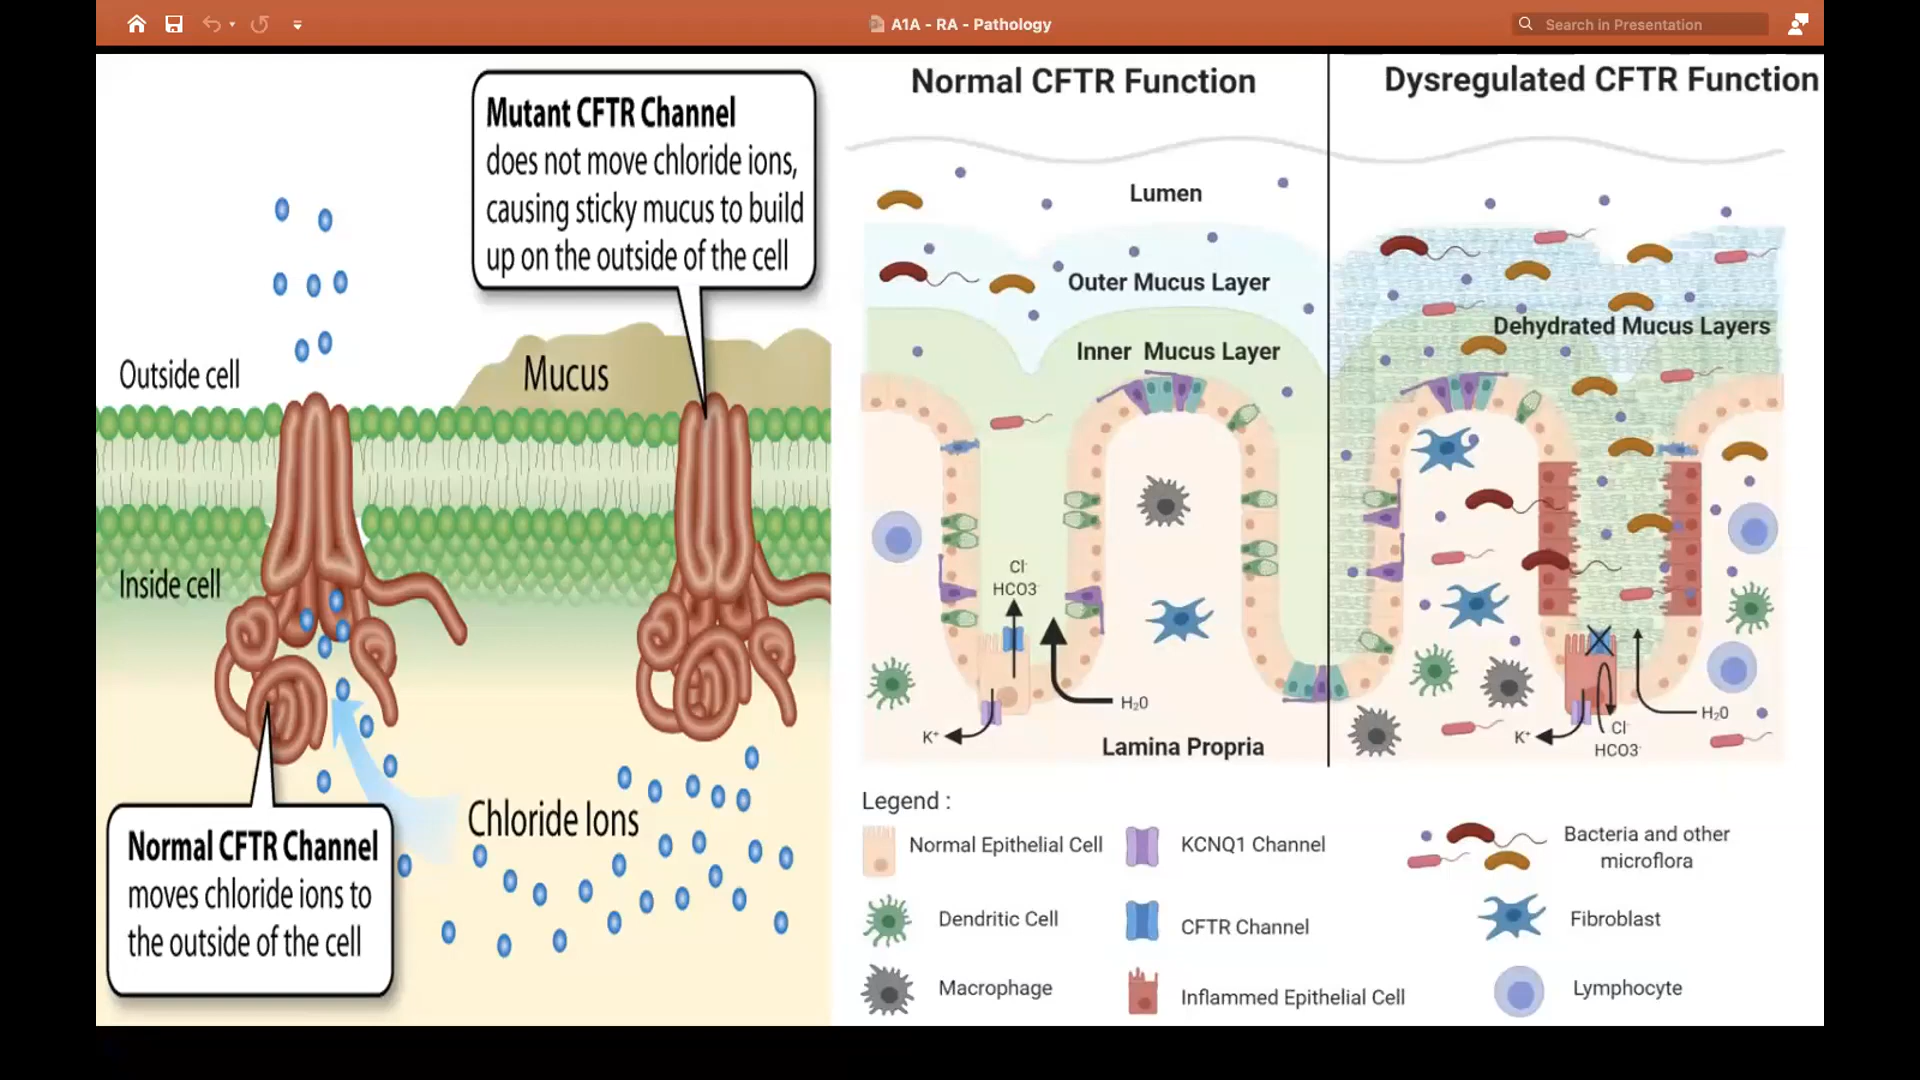 A1A - RA - Pathology
Search in Presentation
Mutant CFTR Channel
does not move chloride ions,
causing sticky mucus to build
up on the outside of the cell
Outside cell
Mucus
Inside cell
Chloride Ions
Normal CFTR Channel
moves chloride ions to
the outside of the cell
Normal CFTR Function
Dysregulated CFTR Function
Lumen
Outer Mucus Layer
Inner Mucus Layer
Dehydrated Mucus Layers
Cl-
HCO3-
H20
K+
Lamina Propria
H20
K+
Cl-
HCO3-
Legend :
Normal Epithelial Cell
KCNQ1 Channel
Bacteria and other
microflora
Dendritic Cell
CFTR Channel
Fibroblast
Macrophage
Inflammed Epithelial Cell
Lymphocyte